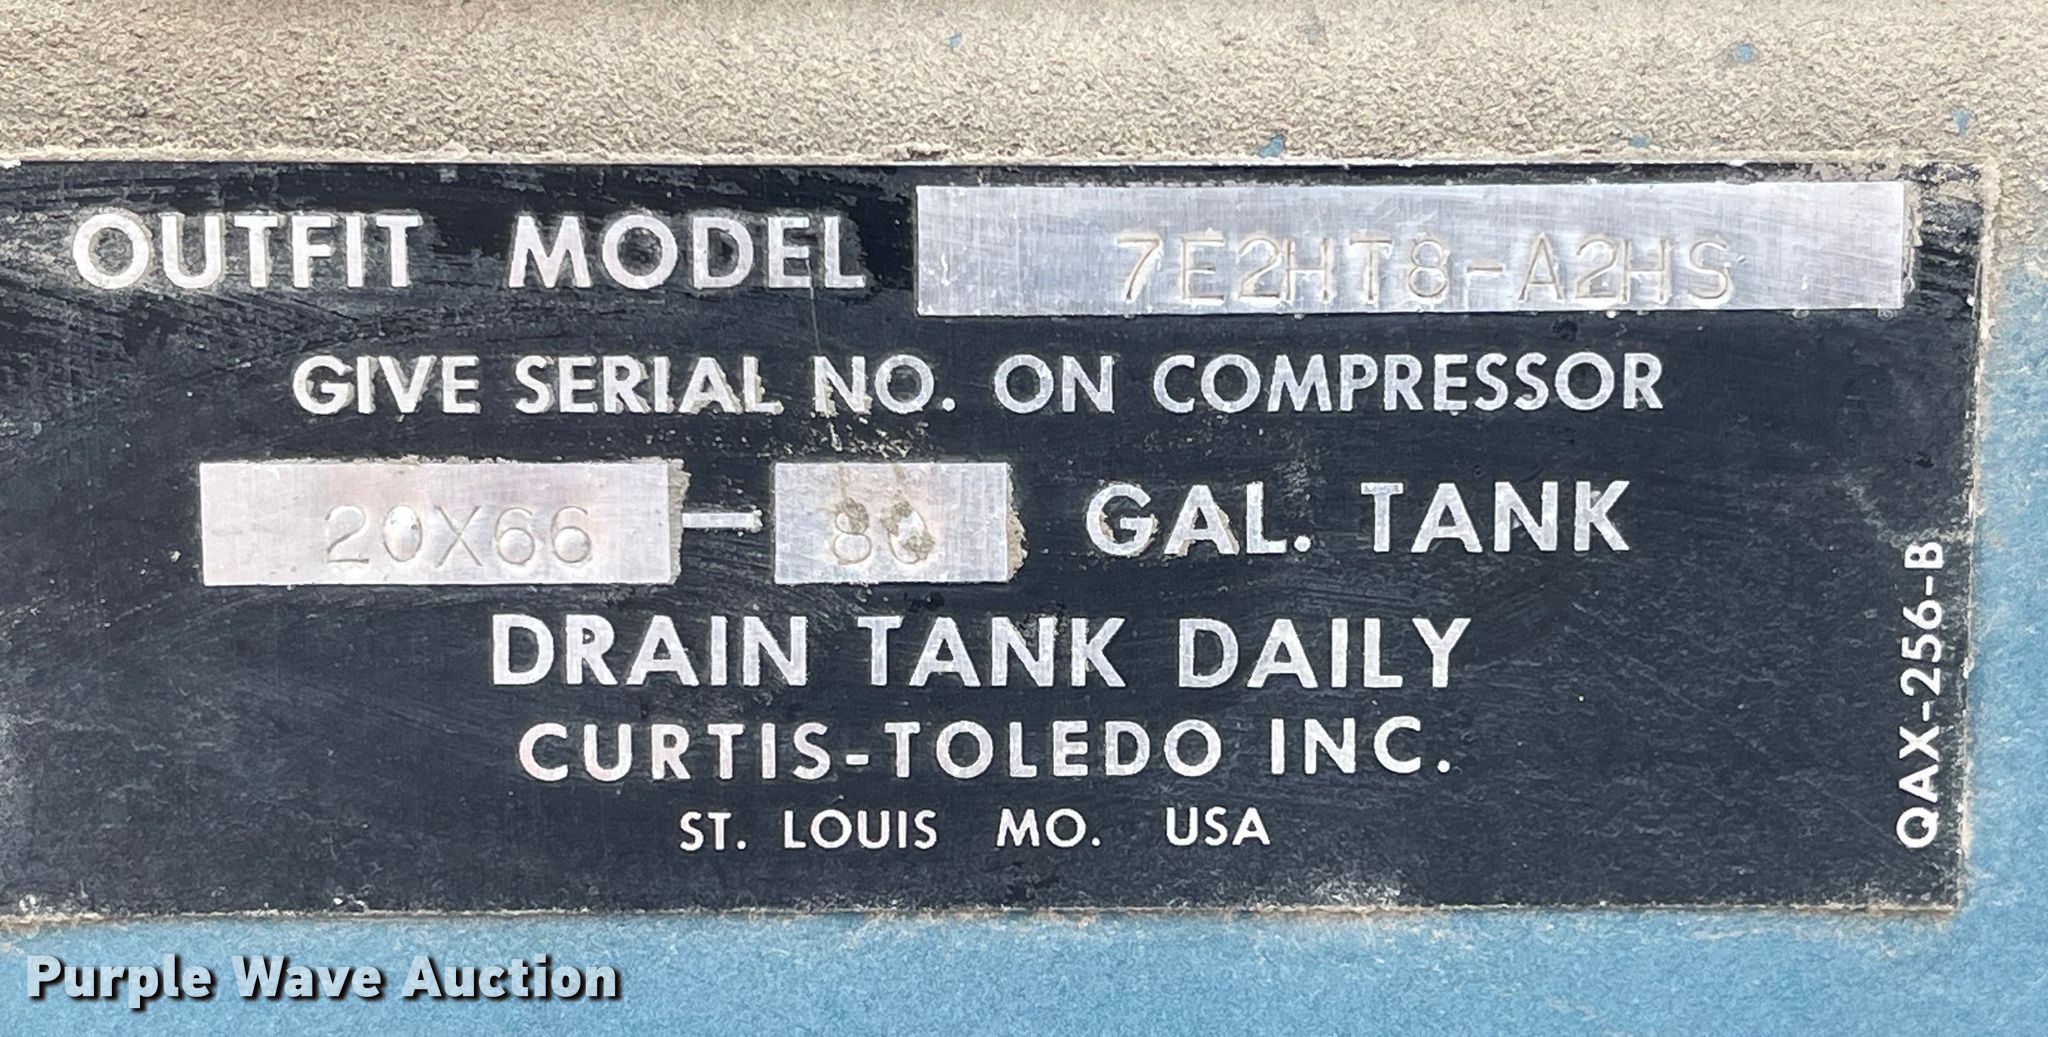 OUTFIT MODEL 7E2HT8-A2HS
GIVE SERIAL NO. ON COMPRESSOR
20X66 - 80 GAL. TANK
DRAIN TANK DAILY
CURTIS-TOLEDO INC.
ST. LOUIS MO. USA
QAX-256-B
Purple Wave Auction